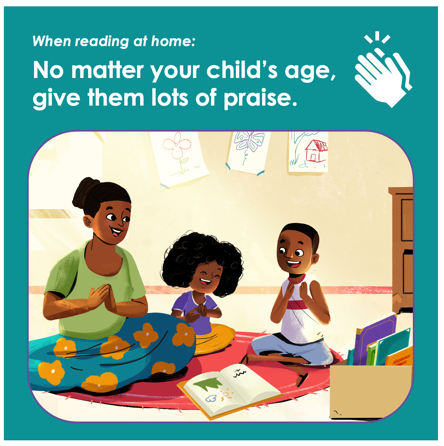 When reading at home:
No matter your child's age,
give them lots of praise.